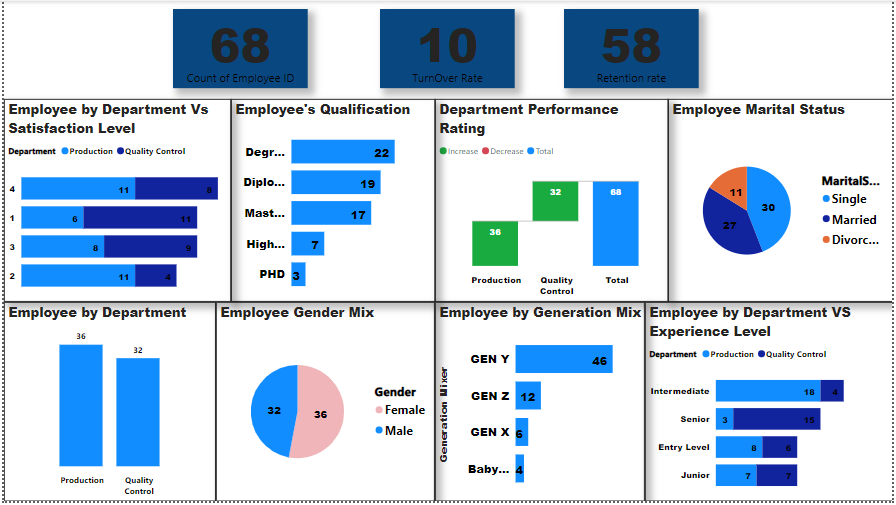 68
Count of Employee ID
10
TurnOver Rate
58
Retention rate
Employee by Department Vs
Satisfaction Level
Department Production Quality Control
4 11 8
1 6 11
3 8 9
2 11 4
Employee's Qualification
Degr... 22
Diplo... 19
Mast... 17
High... 7
PHD 3
Department Performance
Rating
Increase Decrease Total
36
32
68
Production
Quality
Control
Total
Employee Marital Status
11
30
27
MaritalS...
Single
Married
Divorc...
Employee by Department
36
32
Production
Quality
Control
Employee Gender Mix
32
36
Gender
Female
Male
Employee by Generation Mix
Generation Mixer
GEN Y 46
GEN Z 12
GEN X 6
Baby... 4
Employee by Department VS
Experience Level
Department Production Quality Control
Intermediate 18 4
Senior 3 15
Entry Level 8 6
Junior 7 7